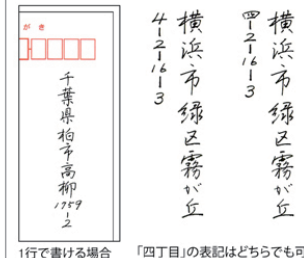 がき
千葉県柏市高柳1759-2
1行で書ける場合
横浜市緑区霧が丘
四-2-16-3
横浜市緑区霧が丘
4-2-16-3
「四丁目」の表記はどちらでも可